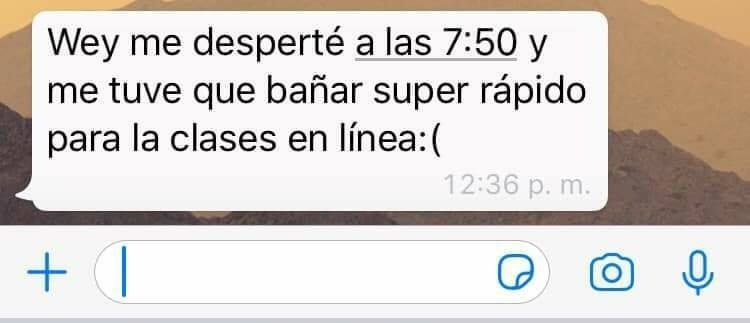 Wey me desperté a las 7:50 y
me tuve que bañar super rápido
para la clases en línea:(
12:36 p. m.